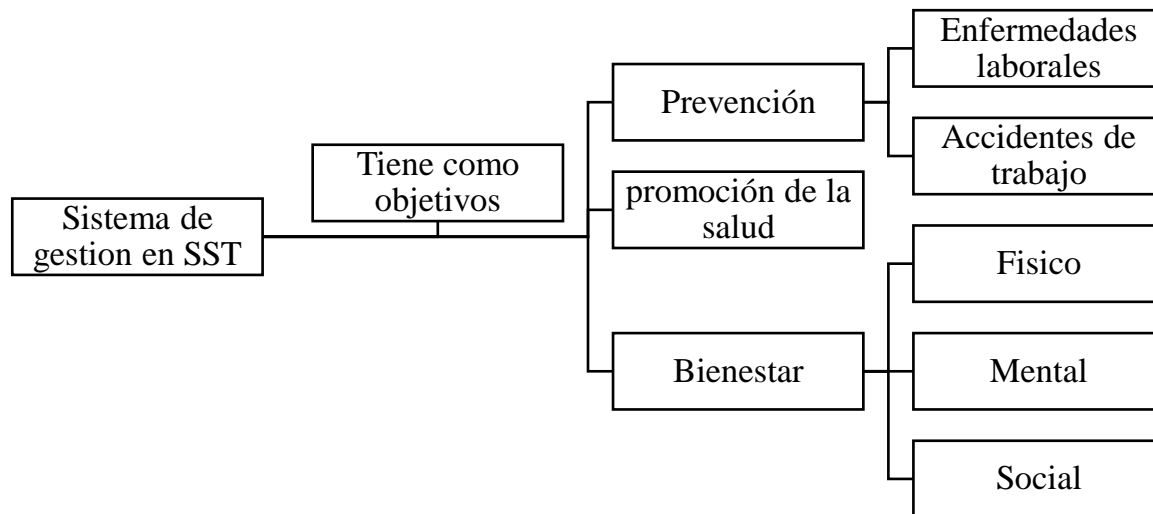 Sistema de
gestion en SST
Tiene como
objetivos
Prevención
Enfermedades
laborales
Accidentes de
trabajo
promoción de la
salud
Bienestar
Fisico
Mental
Social